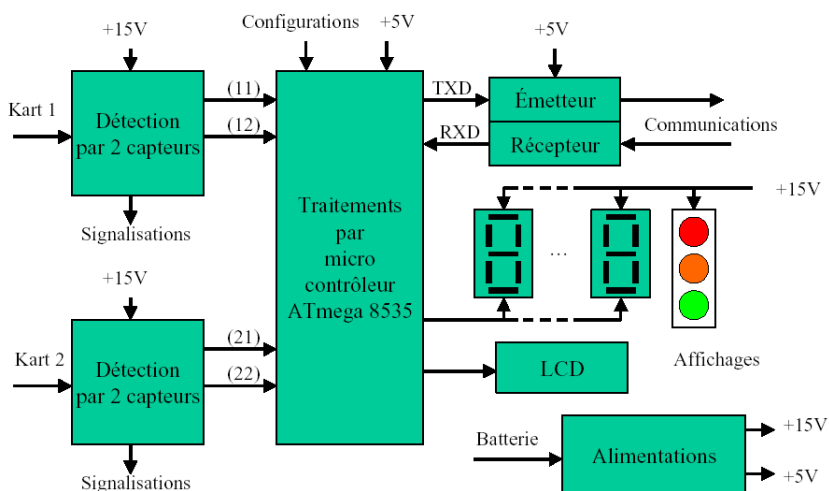 Configurations
+15V
+5V
+5V
(11)
TXD
Émetteur
Kart 1
Détection
par 2 capteurs
(12)
RXD
Récepteur
Communications
+15V
Signalisations
Traitements
par
micro
contrôleur
ATmega 8535
...
+15V
(21)
Kart 2
Détection
par 2 capteurs
(22)
LCD
Affichages
Signalisations
Batterie
Alimentations
+15V
+5V